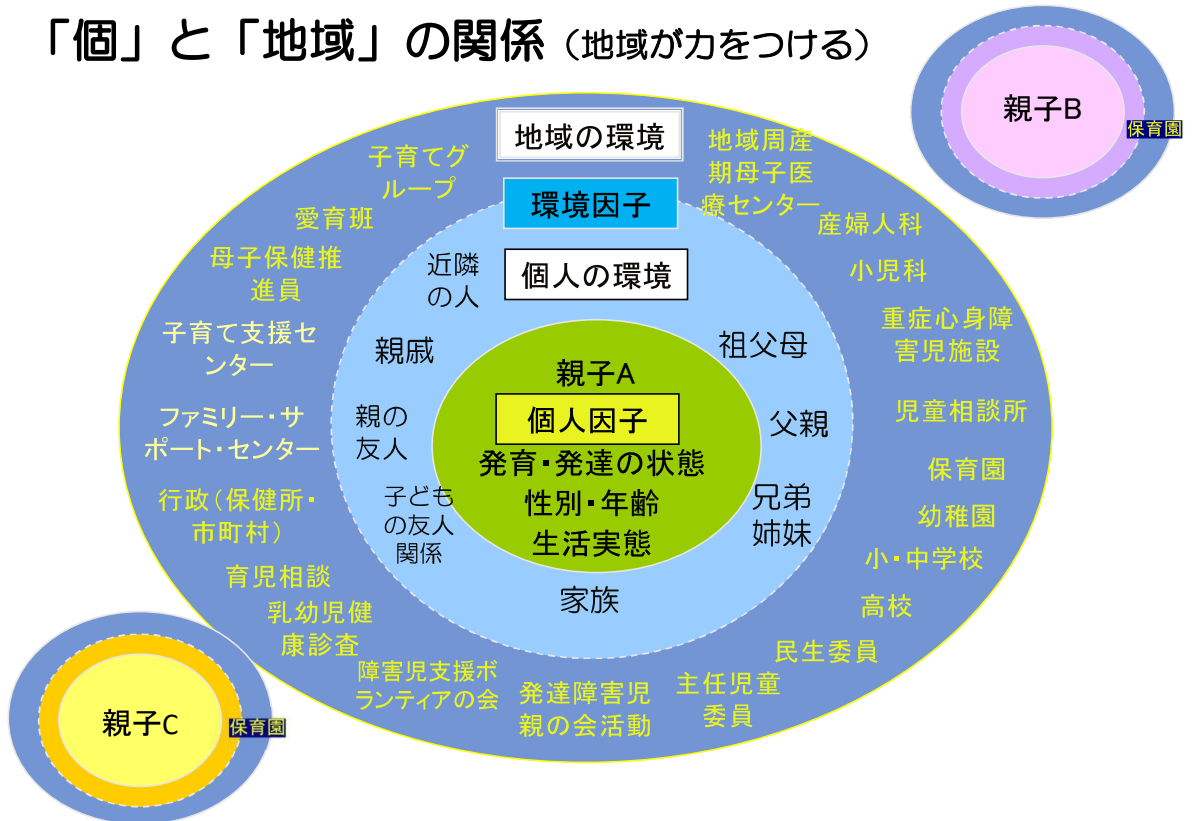 「個」と「地域」の関係（地域が力をつける）
親子B
保育園
地域の環境
環境因子
個人の環境
子育てグ
ループ
愛育班
母子保健推
進員
子育て支援セ
ンター
ファミリー・サ
ポート・センター
行政（保健所・
市町村）
育児相談
乳幼児健
康診査
障害児支援ボ
ランティアの会
発達障害児
親の会活動
主任児童
委員
民生委員
高校
小・中学校
幼稚園
保育園
児童相談所
重症心身障
害児施設
小児科
産婦人科
地域周産
期母子医
療センター
近隣
の人
親戚
親の
友人
子ども
の友人
関係
家族
兄弟
姉妹
父親
祖父母
親子A
個人因子
発育・発達の状態
性別・年齢
生活実態
親子C
保育園